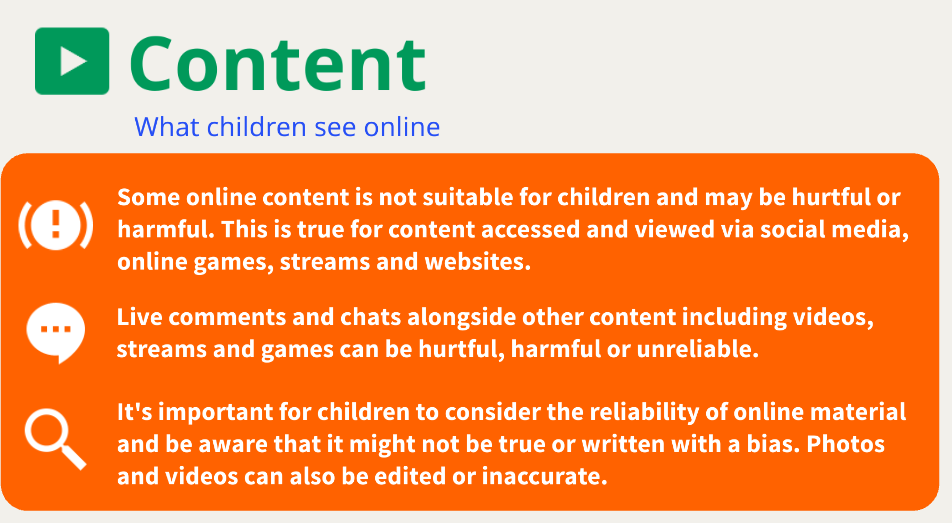 Content
What children see online
Some online content is not suitable for children and may be hurtful or
harmful. This is true for content accessed and viewed via social media,
online games, streams and websites.
Live comments and chats alongside other content including videos,
streams and games can be hurtful, harmful or unreliable.
It's important for children to consider the reliability of online material
and be aware that it might not be true or written with a bias. Photos
and videos can also be edited or inaccurate.